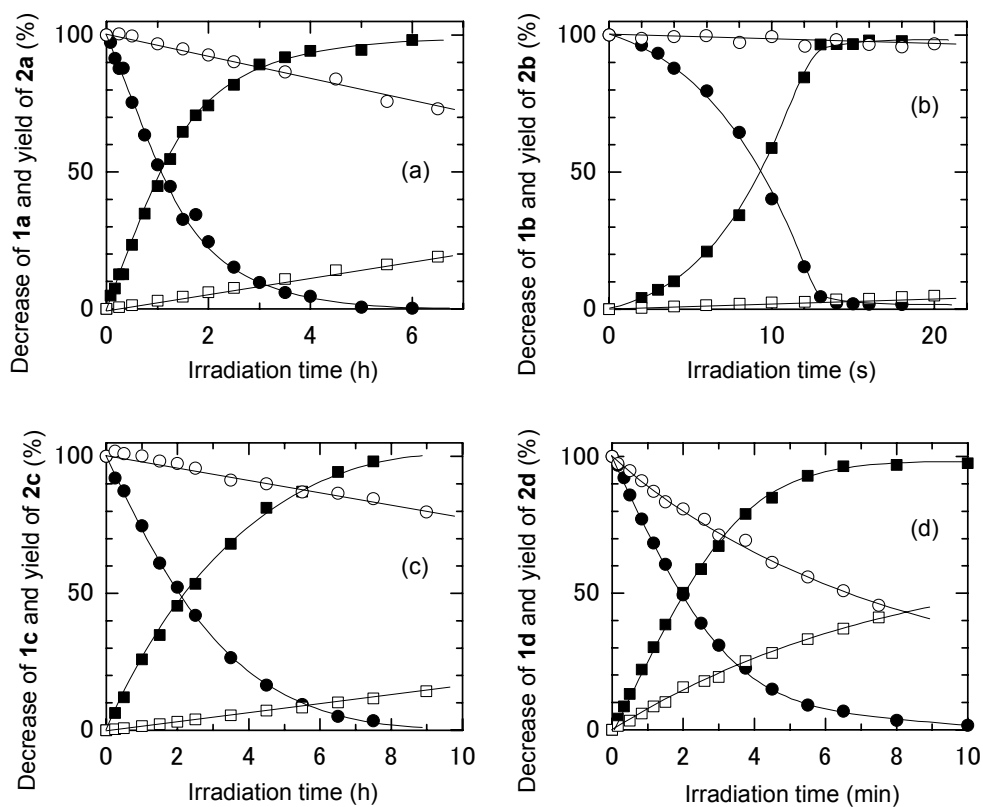 Decrease of 1a and yield of 2a (%)
100
50
0
(a)
0 2 4 6
Irradiation time (h)
Decrease of 1b and yield of 2b (%)
100
50
0
(b)
0 10 20
Irradiation time (s)
Decrease of 1c and yield of 2c (%)
100
50
0
(c)
0 2 4 6 8 10
Irradiation time (h)
Decrease of 1d and yield of 2d (%)
100
50
0
(d)
0 2 4 6 8 10
Irradiation time (min)